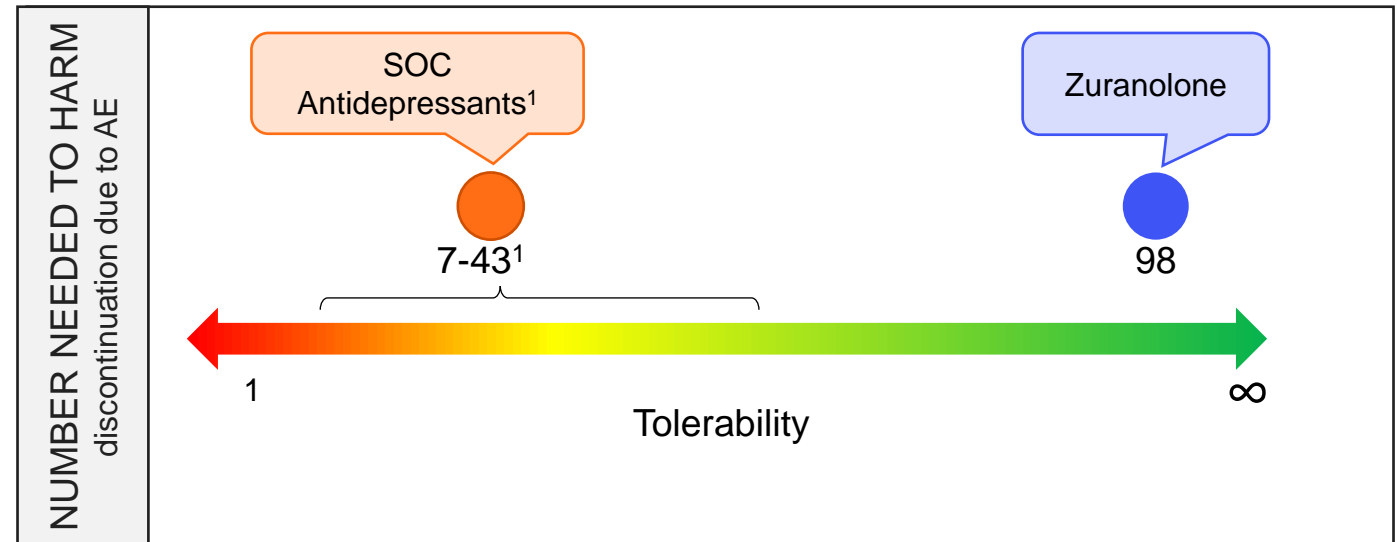 NUMBER NEEDED TO HARM
discontinuation due to AE
SOC
Antidepressants¹
Zuranolone
7-43¹
98
1
∞
Tolerability